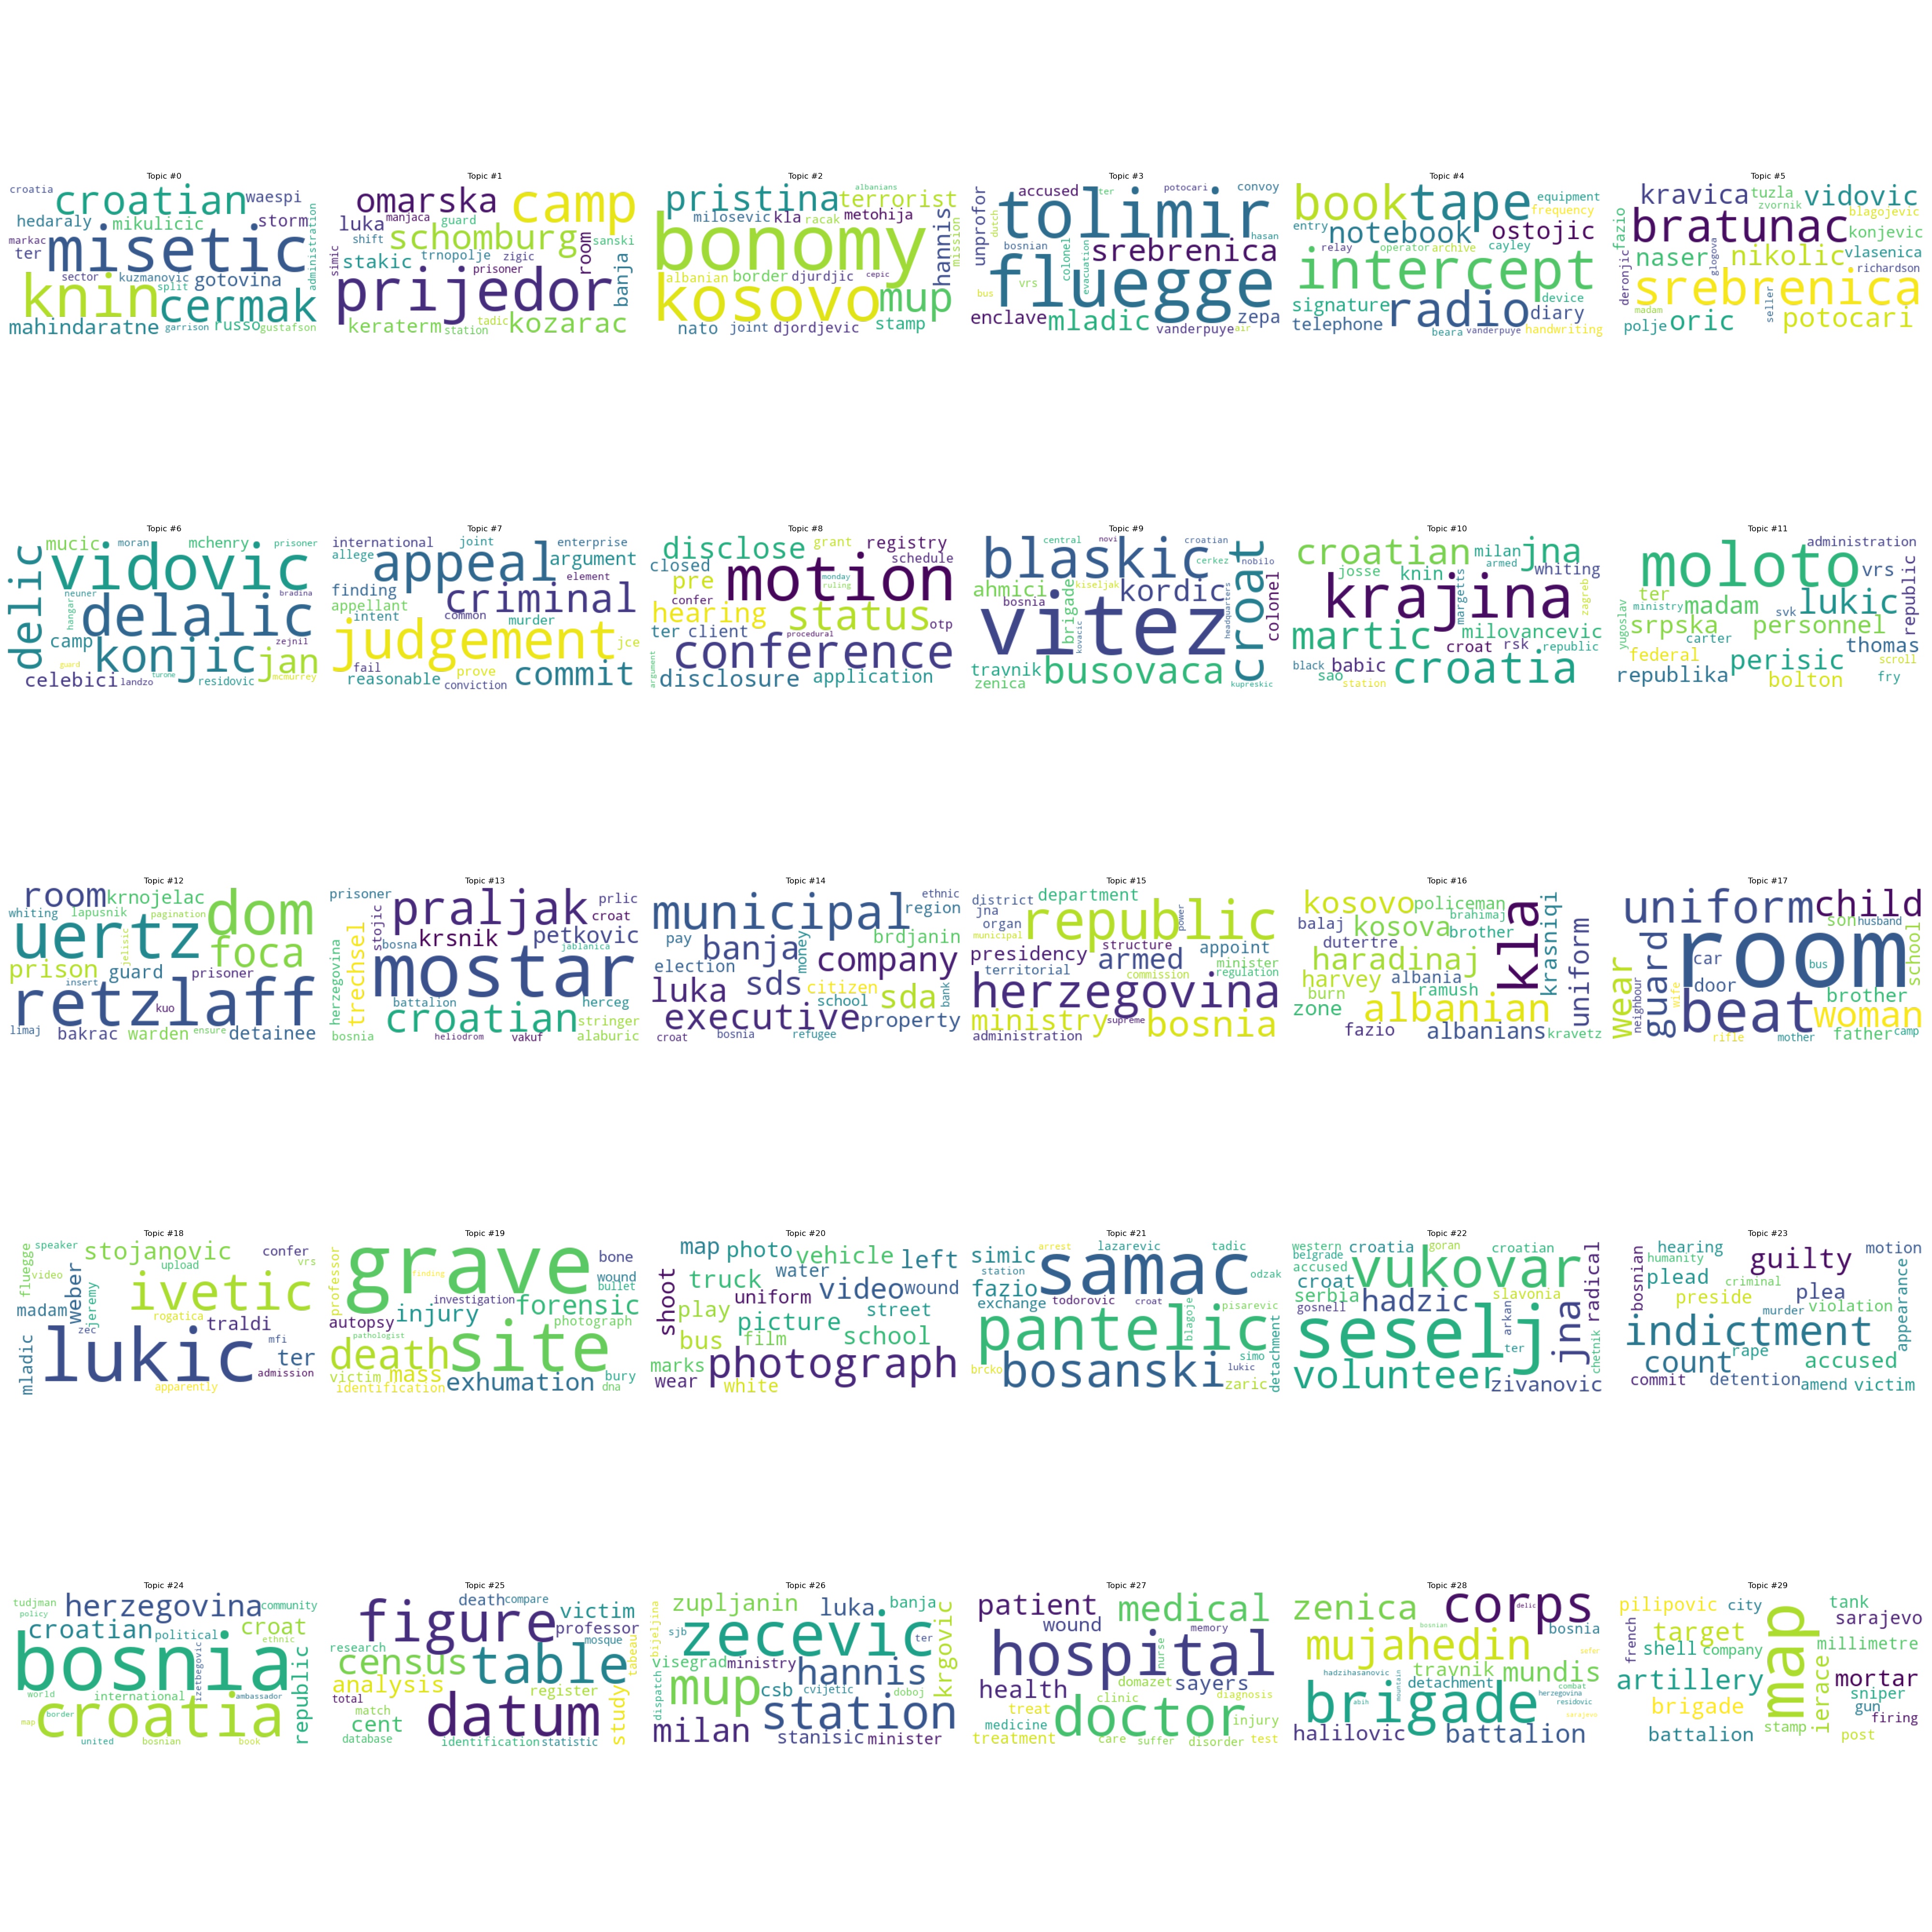 Topic #0
croatia croatian waespi
hedaralyl mikulicic storm
misetic
markac ter
sector kuzmanovic gotovina
split
knin cermak
mahindaratne garrison russo gustafson
administration
Topic #1
omarska camp
luka manjaca guard
shift schomburg sanski
simic stakic trnopolje zigic room
prisoner
prijedor banja
keraterm tadic kozarac
station
Topic #2
albanians
pristina terrorist
milosevic kla racak metohija
bonomy hannis mission
albanian border djurdjic cepic
kosovo mup
nato joint djordjevic stamp
Topic #3
unprofor accused ter potocari convoy
dutch tolimir hasan
bosnian colonel srebrenica
evacuation
bus vrs fluegge
enclave mladic vanderpuye zepa
air
Topic #4
book tape equipment
frequency
entry notebook ostojic
relay operator archive cayley
intercept
signature radio device
diary
telephone beara vanderpuye handwriting
Topic #5
kravica tuzla vidovic
zvornik blagojevic
fazio bratunac konjevic
naser glogova nikolic vlasenica
richardson
deronjic srebrenica
madam seller
polje oric potocari
Topic #6
mucic moran mchenry prisoner
delic vidovic
neuner bradina
hangar delalic
camp konjic zejnil jan
guard
celebici landzo turone residovic mcmurrey
Topic #7
international joint enterprise
allege appeal argument
finding element
appellant criminal
intent common murder
judgement jce
fail prove commit
reasonable conviction
Topic #8
disclose grant registry
closed schedule
pre motion
monday
ruling
confer
hearing status
ter client procedural otp
conference
argument disclosure application
Topic #9
central novi croatian
blaskic cerkez nobilo
ahmici brigade kiseljak kordic croat
bosnia colonel
vitez headquarters
kovacic
travnik busovaca
zenica kupreskic
Topic #10
croatian milan jna
armed
josse knin whiting
krajina margetts zagreb
martic milovancevic
croat rsk republic
black babic croatia
sao
station
Topic #11
administration
moloto vrs republic
ter
ministry madam svk lukic
yugoslav srpska personnel
carter thomas
federal perisic scroll
republika bolton fry
Topic #12
room krnojelac dom
whiting lapusnik pagination
uertz foca
jelisic
prison guard prisoner
insert kuo
retzlaff
limaj bakrac warden ensure detainee
Topic #13
prisoner praljak prlic
stojic croat
krsnik petkovic
trechsel bosna jablanica
herzegovina mostar
battalion herceg
croatian stringer
bosnia heliodrom vakuf alaburic
Topic #14
ethnic
municipal region
pay money brdjanin
banja company
election
luka sds citizen sda bank
school
executive property
croat bosnia refugee
Topic #15
district department
jna republic power
organ
municipal
presidency structure appoint
armed minister
territorial commission regulation
herzegovina
ministry supreme bosnia
administration
Topic #16
kosovo policeman kla krasniqi
balaj kosova brahimaj
brother
dutertre
haradinaj
harvey albania uniform
burn ramush
zone albanian
fazio albanians kravetz
Topic #17
uniform child
son husband
wear guard room school
car
bus
door
neighbour wife beat brother
woman
rifle mother father camp
Topic #18
fluegge speaker stojanovic confer
vrs
video upload
weber ivetic
madam jeremy rogatica
traldi
zec mfi
mladic lukic ter
admission
apparently
Topic #19
professor grave bone
finding
wound
investigation bullet
injury forensic
autopsy photograph
pathologist
death site
victim mass bury
identification exhumation dna
Topic #20
map photo vehicle left
water
truck video wound
shoot uniform
play street
picture
bus film school
marks photograph
wear white
Topic #21
arrest lazarevic tadic
simic samac
station odzak
fazio
exchange todorovic croat pisarevic
pantelic blagoje
simo detachment
brcko bosanski lukic
zaric
Topic #22
western croatia goran croatian
belgrade
accused vukovar radical
croat
serbia hadzic slavonia jna
gosnell arkan
seselj chetnik
ter
volunteer zivanovic
Topic #23
bosnian hearing guilty motion
humanity
plead criminal plea appearance
preside
murder violation
indictment
count rape accused
commit detention amend victim
Topic #24
tudjman herzegovina community
policy
croatian political croat
ethnic
bosnia izetbegovic republic
world international
ambassador
border
map croatia
united bosnian book
Topic #25
death compare victim
figure professor
research mosque
census table tabeau
analysis register study
total
match datum
cent
database identification statistic
Topic #26
bijeljina zupljanin luka banja
sjb zecevic ter krgovic
visegrad ministry hannis
dispatch mup csb cvijetic doboj
station
milan stanisic minister
Topic #27
patient medical
wound memory
hospital
nurse
health domazet sayers
treat clinic diagnosis
medicine doctor injury
treatment care suffer disorder test
Topic #28
zenica corps
bosnian delic
bosnia
mujahedin
hadzihasanovic travnik mundis
detachment combat
abih mountain herzegovina
brigade residovic
sarajevo
halilovic battalion
Topic #29
pilipovic city map tank
sarajevo
french target
shell company millimetre
artillery ierace mortar
sniper
brigade gun
firing
battalion stamp post